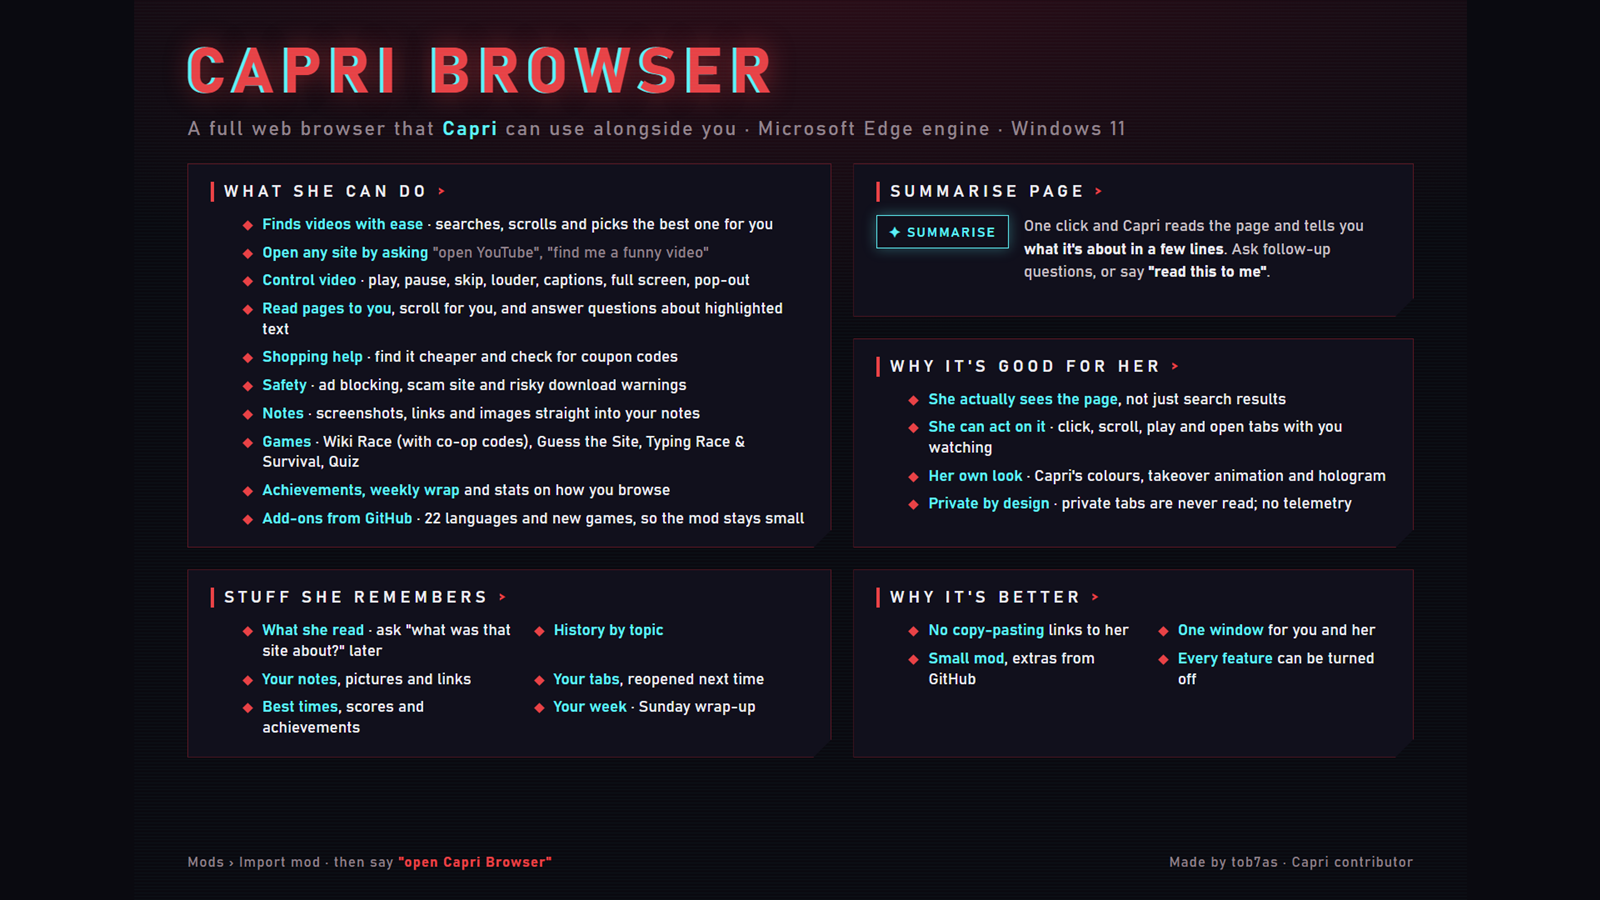 CAPRI BROWSER
A full web browser that Capri can use alongside you · Microsoft Edge engine · Windows 11
WHAT SHE CAN DO >
Finds videos with ease · searches, scrolls and picks the best one for you
Open any site by asking "open YouTube", "find me a funny video"
Control video · play, pause, skip, louder, captions, full screen, pop-out
Read pages to you, scroll for you, and answer questions about highlighted
text
Shopping help · find it cheaper and check for coupon codes
Safety · ad blocking, scam site and risky download warnings
Notes · screenshots, links and images straight into your notes
Games · Wiki Race (with co-op codes), Guess the Site, Typing Race &
Survival, Quiz
Achievements, weekly wrap and stats on how you browse
Add-ons from GitHub · 22 languages and new games, so the mod stays small
SUMMARISE PAGE >
✦ SUMMARISE
One click and Capri reads the page and tells you
what it's about in a few lines. Ask follow-up
questions, or say "read this to me".
WHY IT'S GOOD FOR HER >
She actually sees the page, not just search results
She can act on it · click, scroll, play and open tabs with you
watching
Her own look · Capri's colours, takeover animation and hologram
Private by design · private tabs are never read; no telemetry
STUFF SHE REMEMBERS >
What she read · ask "what was that
site about?" later
History by topic
Your notes, pictures and links
Your tabs, reopened next time
Best times, scores and
achievements
Your week · Sunday wrap-up
WHY IT'S BETTER >
No copy-pasting links to her
One window for you and her
Small mod, extras from
GitHub
Every feature can be turned
off
Mods › Import mod · then say "open Capri Browser"
Made by tob7as · Capri contributor